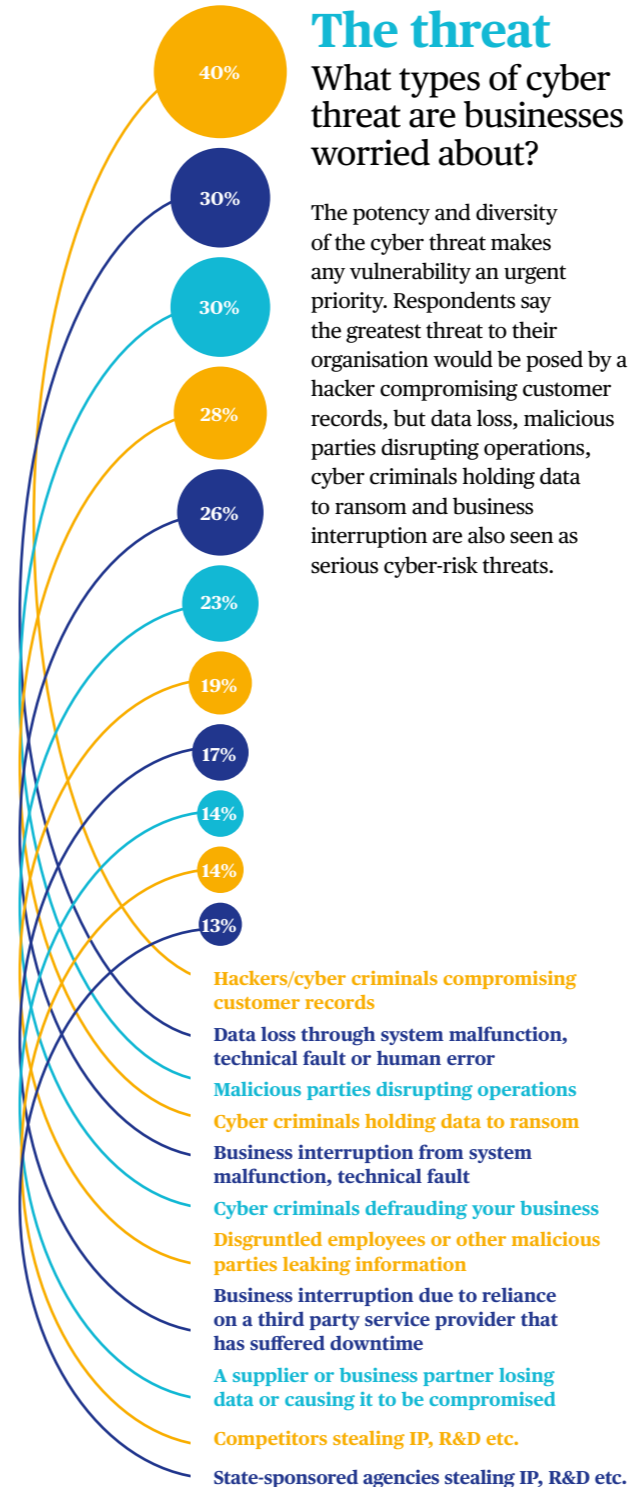 The threat
What types of cyber
threat are businesses
worried about?
The potency and diversity
of the cyber threat makes
any vulnerability an urgent
priority. Respondents say
the greatest threat to their
organisation would be posed by a
hacker compromising customer
records, but data loss, malicious
parties disrupting operations,
cyber criminals holding data
to ransom and business
interruption are also seen as
serious cyber-risk threats.
40%
30%
30%
28%
26%
23%
19%
17%
14%
14%
13%
Hackers/cyber criminals compromising
customer records
Data loss through system malfunction,
technical fault or human error
Malicious parties disrupting operations
Cyber criminals holding data to ransom
Business interruption from system
malfunction, technical fault
Cyber criminals defrauding your business
Disgruntled employees or other malicious
parties leaking information
Business interruption due to reliance
on a third party service provider that
has suffered downtime
A supplier or business partner losing
data or causing it to be compromised
Competitors stealing IP, R&D etc.
State-sponsored agencies stealing IP, R&D etc.